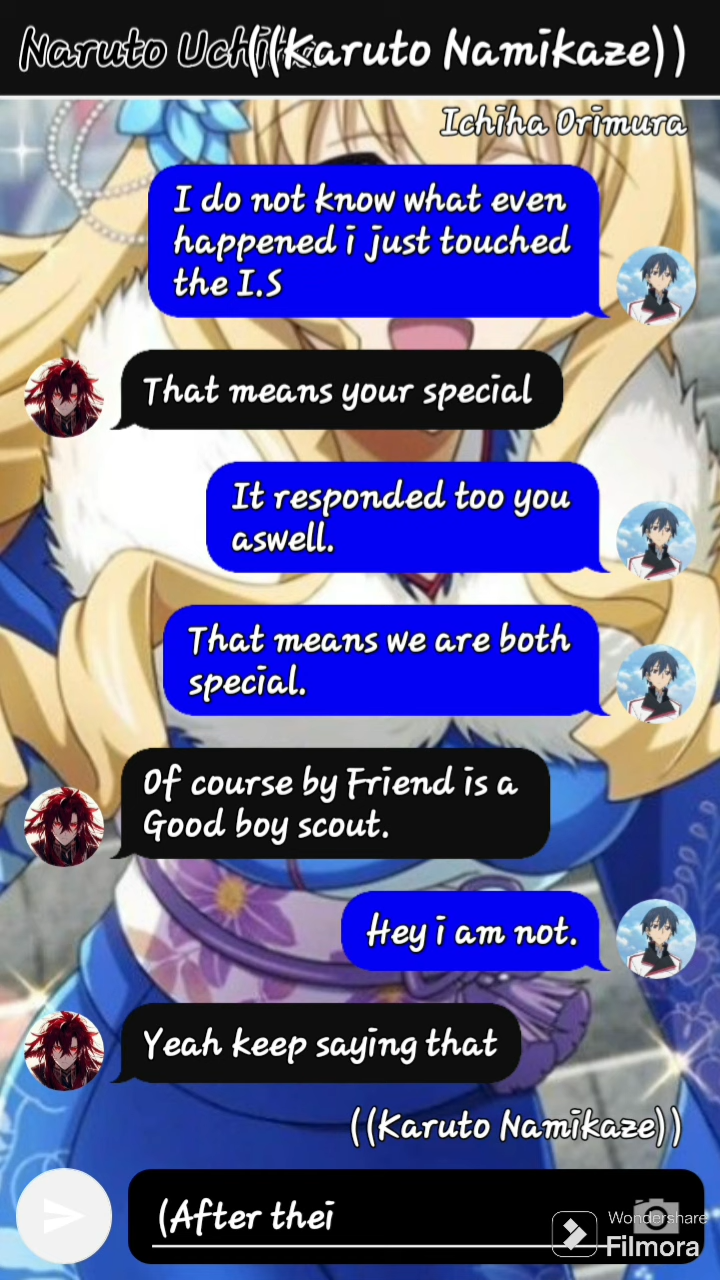 Naruto Uchiha((Karuto Namikaze))
Ichiha Orimura
I do not know what even
happened i just touched
the I.S
That means your special
It responded too you
aswell.
That means we are both
special.
Of course by Friend is a
Good boy scout.
Hey i am not.
Yeah keep saying that
((Karuto Namikaze))
(After thei
Wondershare
Filmora